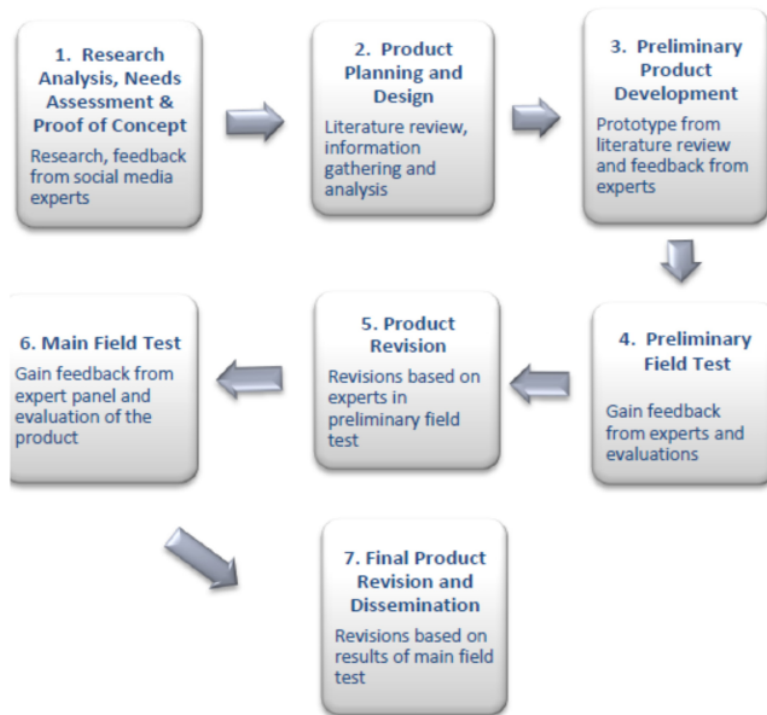 1. Research
Analysis, Needs
Assessment &
Proof of Concept
Research, feedback
from social media
experts
2. Product
Planning and
Design
Literature review,
information
gathering and
analysis
3. Preliminary
Product
Development
Prototype from
literature review
and feedback from
experts
4. Preliminary
Field Test
Gain feedback
from experts and
evaluations
5. Product
Revision
Revisions based on
experts in
preliminary field
test
6. Main Field Test
Gain feedback from
expert panel and
evaluation of the
product
7. Final Product
Revision and
Dissemination
Revisions based on
results of main field
test